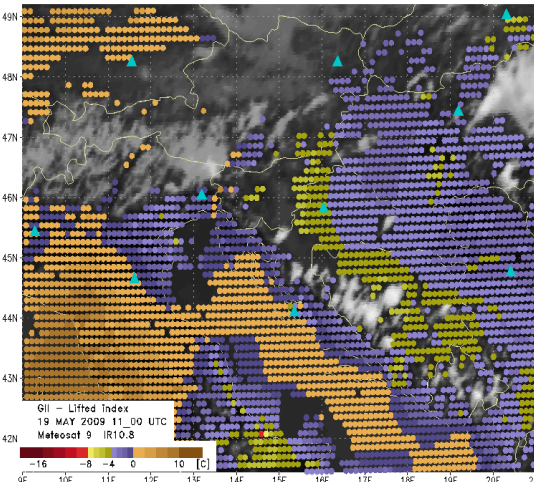 49N
48N
47N
46N
45N
44N
43N
42N
GII – Lifted Index
19 MAY 2009 11_00 UTC
Meteosat 9 IR10.8
−16 −8 −4 0 10 [C]
9E 10E 11E 12E 13E 14E 15E 16E 17E 18E 19E 20E